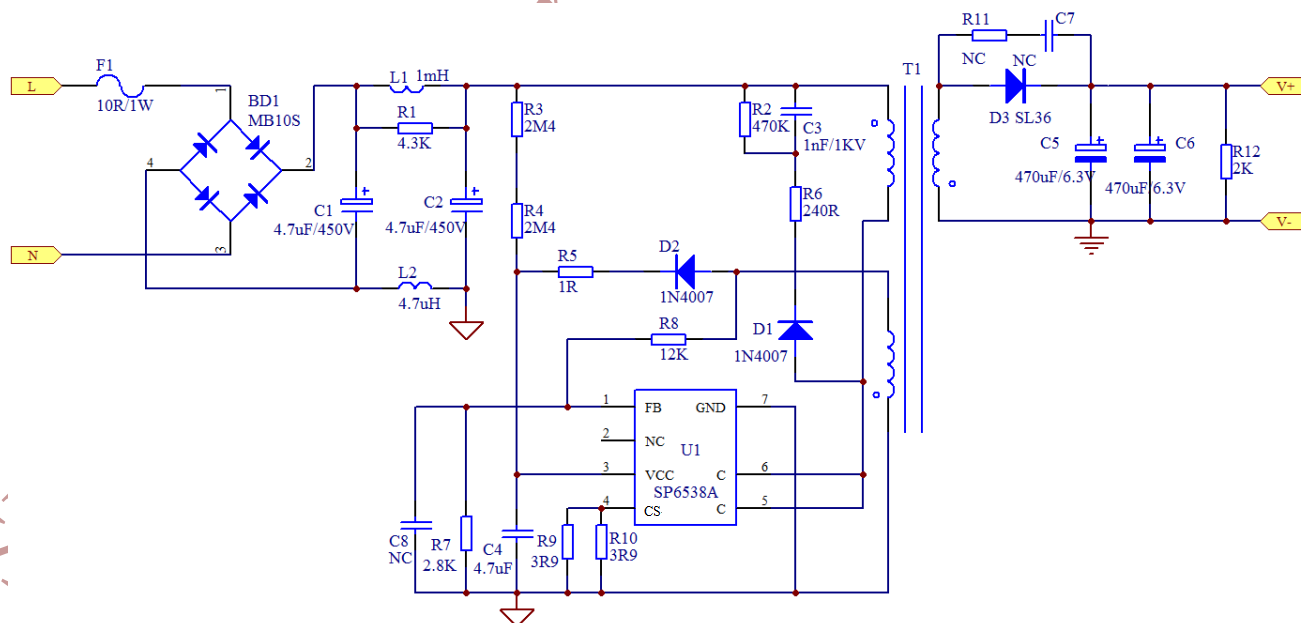 L
F1
10R/1W
1
BD1
MB10S
4
2
3
N
L1 1mH
R1
4.3K
C1
4.7uF/450V
C2
4.7uF/450V
L2
4.7uH
R3
2M4
R4
2M4
R5
1R
D2
1N4007
R8
12K
R2
470K
C3
1nF/1KV
R6
240R
D1
1N4007
T1
R11
NC
C7
NC
D3 SL36
C5
470uF/6.3V
C6
470uF/6.3V
R12
2K
V+
V-
1
FB
GND
7
2
NC
U1
3
VCC
C
6
SP6538A
4
CS
C
5
C8
NC
R7
2.8K
C4
4.7uF
R9
3R9
R10
3R9